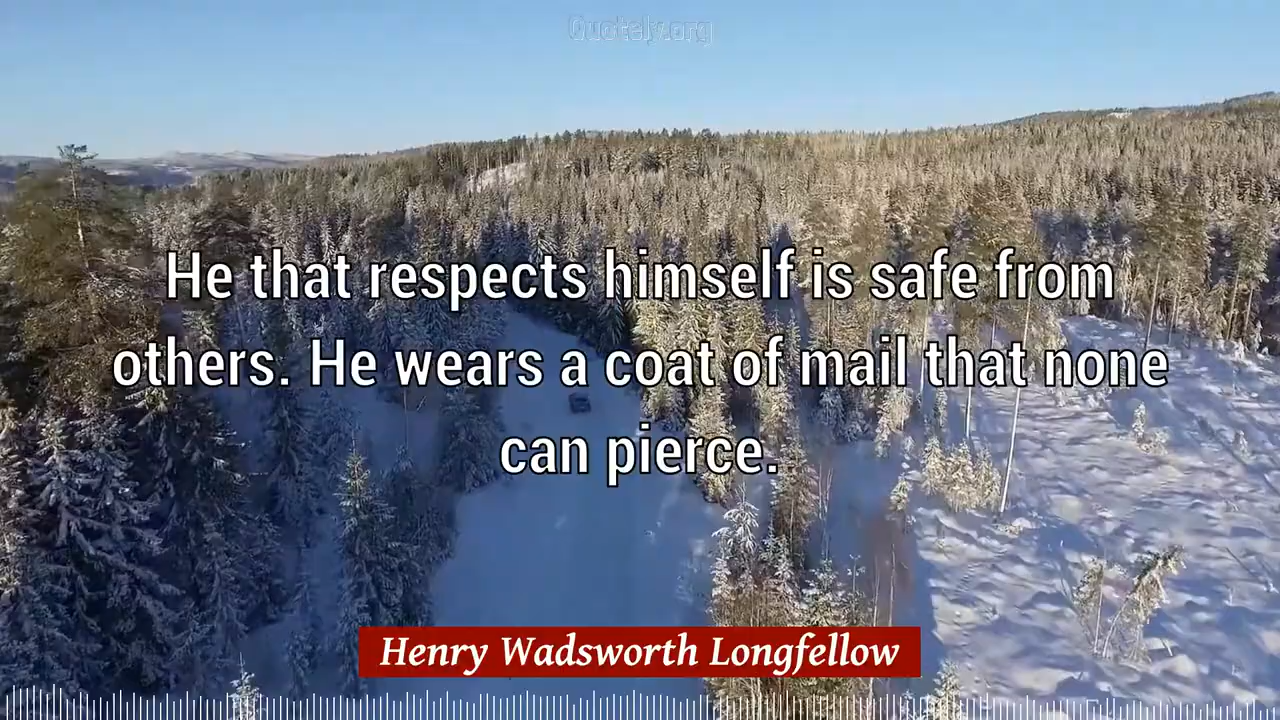 Quotely.org
He that respects himself is safe from
others. He wears a coat of mail that none
can pierce.
Henry Wadsworth Longfellow